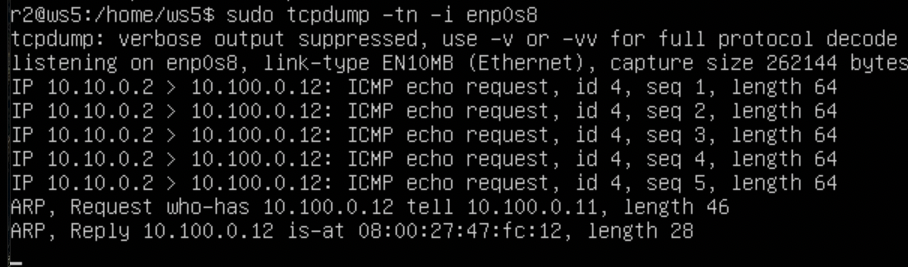 r2@ws5:/home/ws5$ sudo tcpdump -tn -i enp0s8
tcpdump: verbose output suppressed, use -v or -vv for full protocol decode
listening on enp0s8, link-type EN10MB (Ethernet), capture size 262144 bytes
IP 10.10.0.2 > 10.100.0.12: ICMP echo request, id 4, seq 1, length 64
IP 10.10.0.2 > 10.100.0.12: ICMP echo request, id 4, seq 2, length 64
IP 10.10.0.2 > 10.100.0.12: ICMP echo request, id 4, seq 3, length 64
IP 10.10.0.2 > 10.100.0.12: ICMP echo request, id 4, seq 4, length 64
IP 10.10.0.2 > 10.100.0.12: ICMP echo request, id 4, seq 5, length 64
ARP, Request who-has 10.100.0.12 tell 10.100.0.11, length 46
ARP, Reply 10.100.0.12 is-at 08:00:27:47:fc:12, length 28